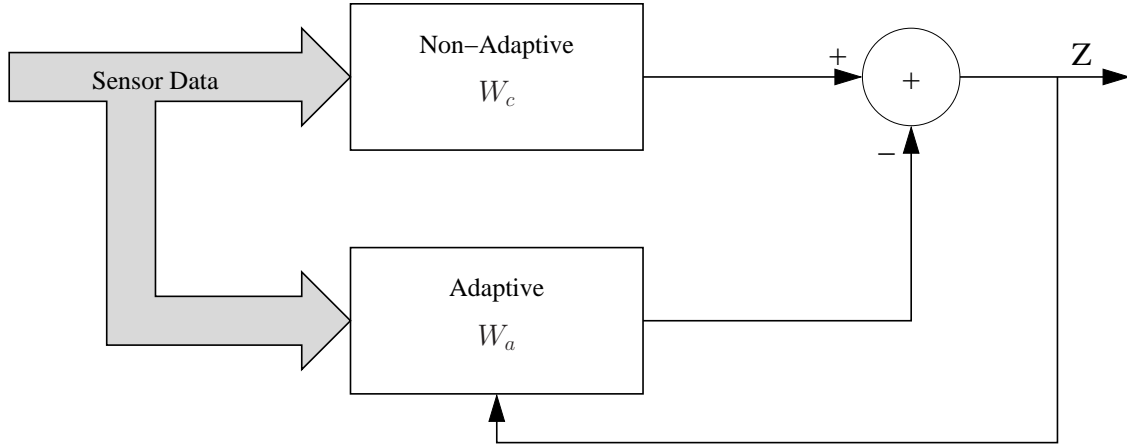 Non−Adaptive
W_c
Sensor Data
+
+
−
Z
Adaptive
W_a